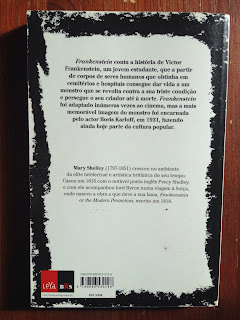 Frankenstein conta a história de Victor
Frankenstein, um jovem estudante, que a partir
de corpos de seres humanos que obtinha em
cemitérios e hospitais consegue dar vida a um
monstro que se revolta contra a sua triste condição e
persegue o seu criador até à morte. Frankenstein
foi adaptado inúmeras vezes ao cinema, mas a
mais memorável imagem do monstro foi encarnada
pelo actor Boris Karloff, em 1931, fazendo
ainda hoje parte da cultura popular.
Mary Shelley (1797-1851) cresceu no ambiente
da elite intelectual e artística britânica do seu tempo.
Casou em 1816 com o notável poeta inglês Percy Shelley
e com ele acompanhou lord Byron numa viagem à Suíça,
onde nasceu a obra que deve a sua fama, Frankenstein
or the Modern Prometeus, escrito em 1818.
LeYa